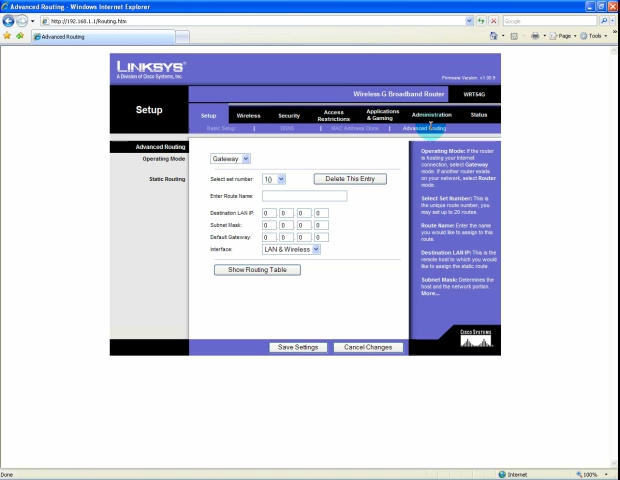 Advanced Routing - Windows Internet Explorer
http://192.168.1.1/Routing.htm
Google
Advanced Routing
Page
Tools
LINKSYS®
A Division of Cisco Systems, Inc.
Firmware Version: v1.00.9
Wireless-G Broadband Router WRT54G
Setup
Setup Wireless Security Access Restrictions Applications & Gaming Administration Status
Basic Setup | DDNS | MAC Address Clone | Advanced Routing
Advanced Routing
Operating Mode
Gateway
Static Routing
Select set number: 1()
Delete This Entry
Enter Route Name:
Destination LAN IP: 0 . 0 . 0 . 0
Subnet Mask: 0 . 0 . 0 . 0
Default Gateway: 0 . 0 . 0 . 0
Interface: LAN & Wireless
Show Routing Table
Operating Mode: If the router
is hosting your Internet
connection, select Gateway
mode. If another router exists
on your network, select Router
mode.
Select Set Number: This is
the unique route number, you
may set up to 20 routes.
Route Name: Enter the name
you would like to assign to this
route.
Destination LAN IP: This is the
remote host to which you would
like to assign the static route.
Subnet Mask: Determines the
host and the network portion.
More...
CISCO SYSTEMS
Save Settings Cancel Changes
Done
Internet
100%